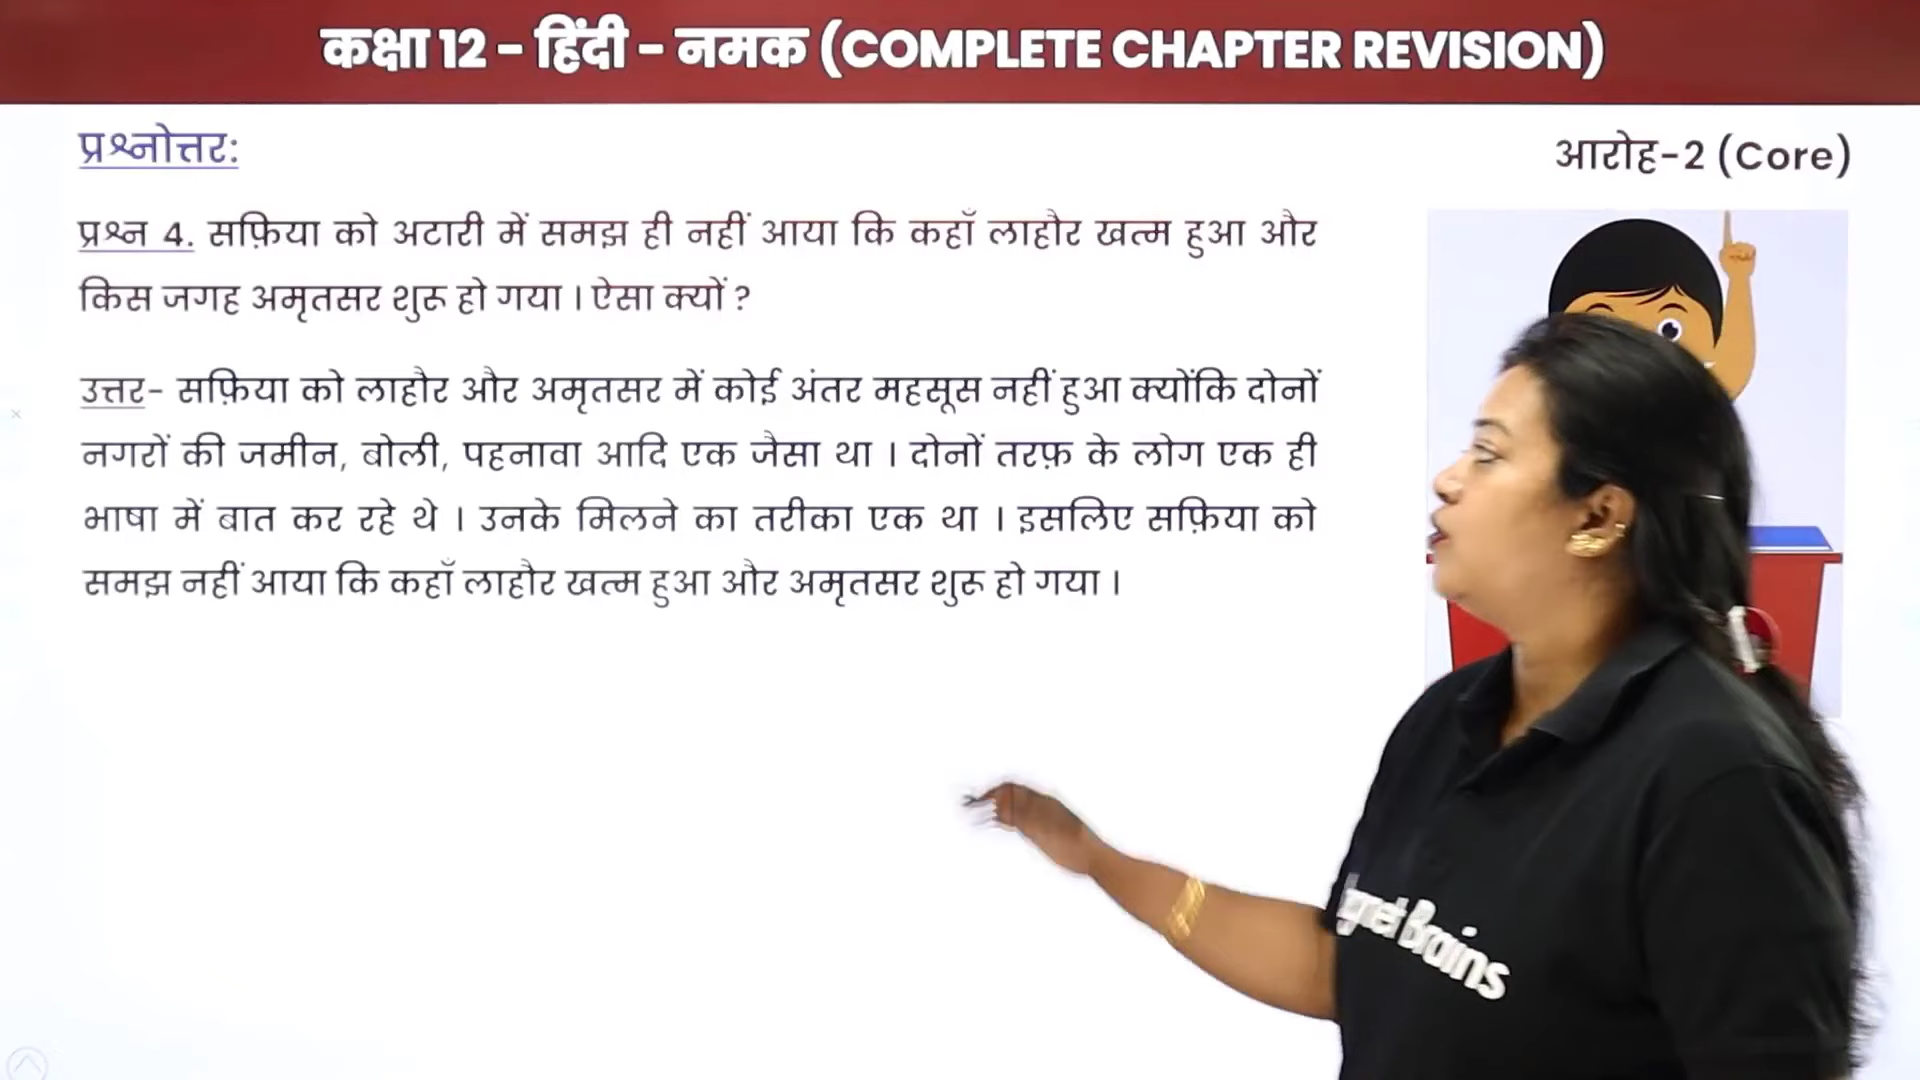 कक्षा 12 - हिंदी - नमक (COMPLETE CHAPTER REVISION)
प्रश्नोत्तर:
आरोह-2 (Core)
प्रश्न 4. सफ़िया को अटारी में समझ ही नहीं आया कि कहाँ लाहौर खत्म हुआ और
किस जगह अमृतसर शुरू हो गया । ऐसा क्यों ?
उत्तर- सफ़िया को लाहौर और अमृतसर में कोई अंतर महसूस नहीं हुआ क्योंकि दोनों
नगरों की जमीन, बोली, पहनावा आदि एक जैसा था । दोनों तरफ़ के लोग एक ही
भाषा में बात कर रहे थे । उनके मिलने का तरीका एक था । इसलिए सफ़िया को
समझ नहीं आया कि कहाँ लाहौर खत्म हुआ और अमृतसर शुरू हो गया ।
Brains